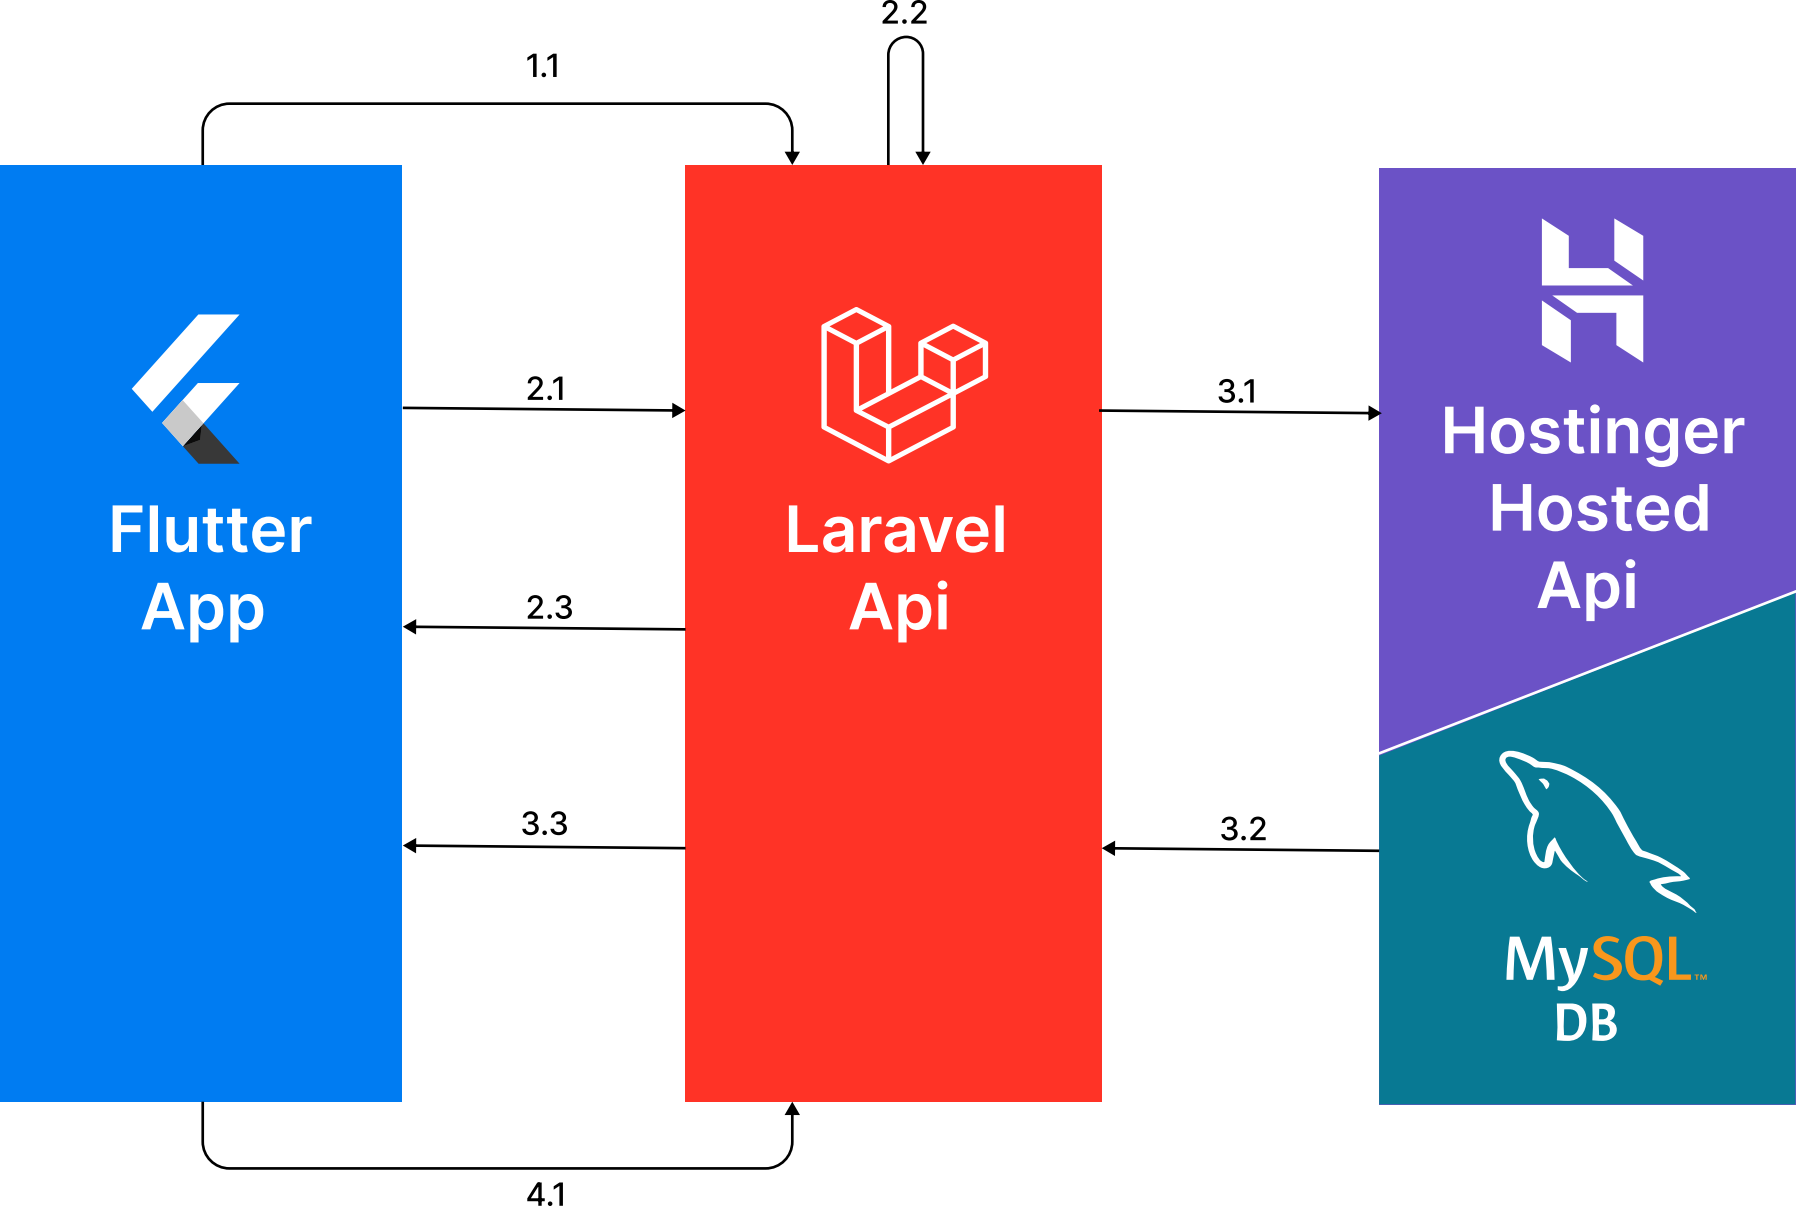 2.2
1.1
2.1
3.1
Flutter
App
Laravel
Api
Hostinger
Hosted
Api
2.3
3.3
3.2
MySQL™
DB
4.1